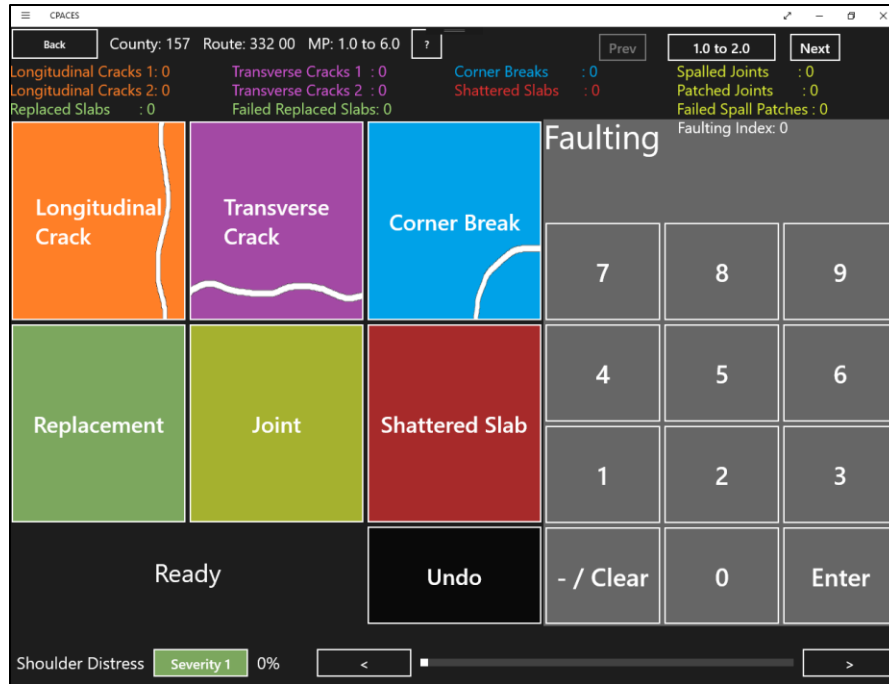 CPACES
Back County: 157 Route: 332 00 MP: 1.0 to 6.0 ? Prev 1.0 to 2.0 Next
Longitudinal Cracks 1: 0 Transverse Cracks 1 : 0 Corner Breaks : 0 Spalled Joints : 0
Longitudinal Cracks 2: 0 Transverse Cracks 2 : 0 Shattered Slabs : 0 Patched Joints : 0
Replaced Slabs : 0 Failed Replaced Slabs: 0 Failed Spall Patches : 0
Faulting Faulting Index: 0
Longitudinal
Crack
Transverse
Crack
Corner Break
7 8 9
4 5 6
Replacement Joint Shattered Slab
1 2 3
Ready Undo - / Clear 0 Enter
Shoulder Distress Severity 1 0% < >